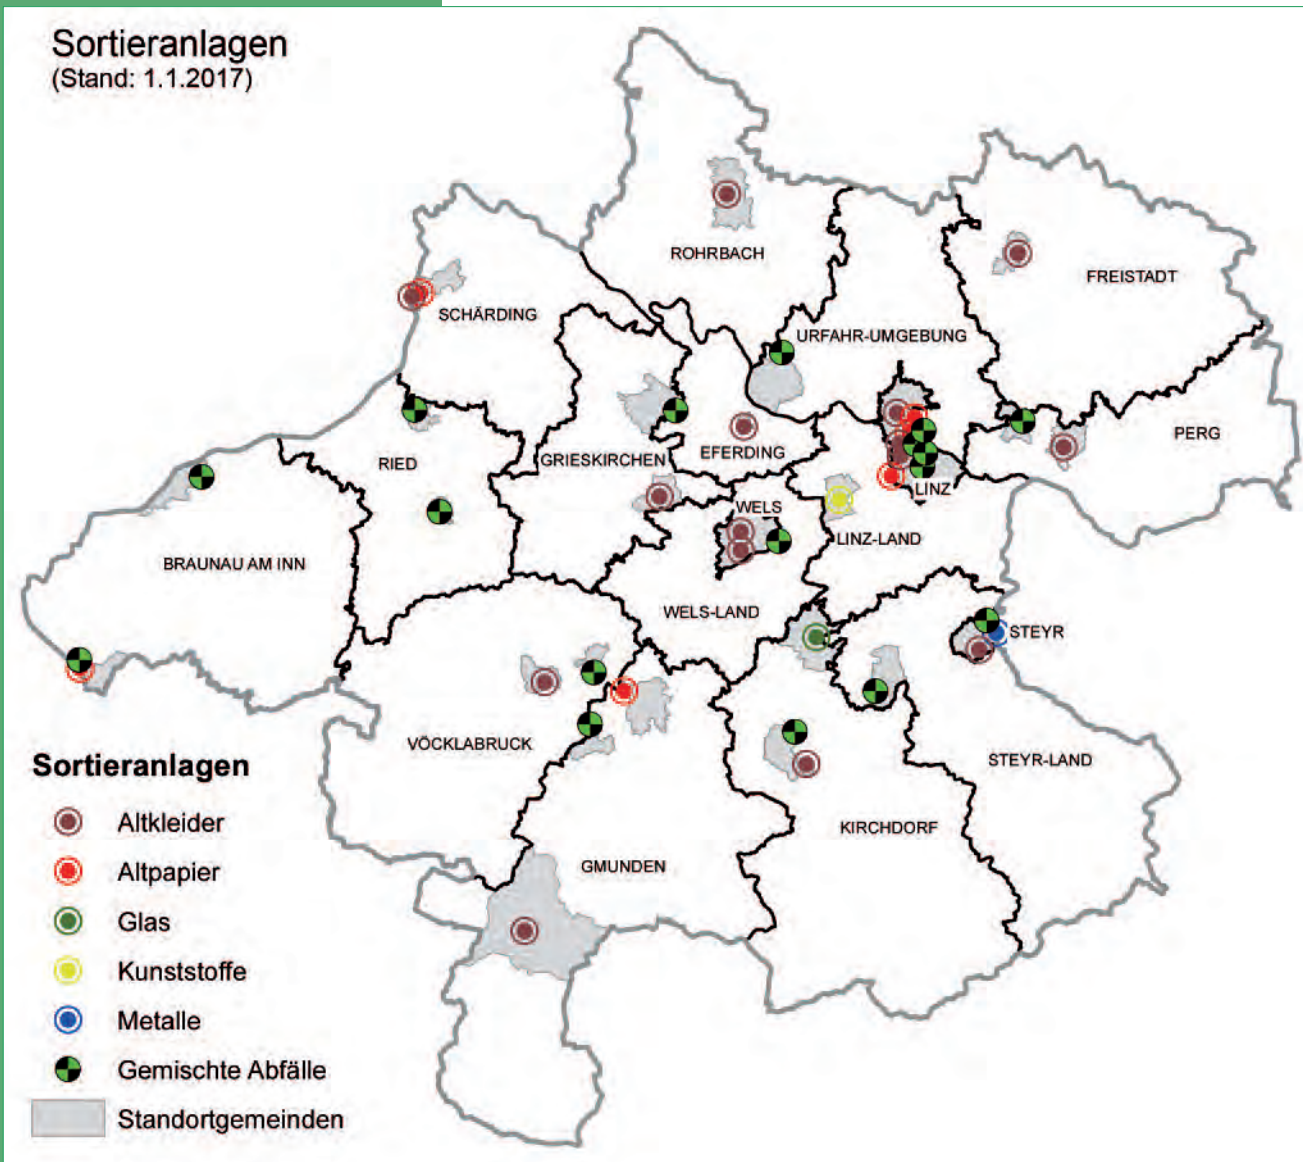 Sortieranlagen
(Stand: 1.1.2017)
ROHRBACH
FREISTADT
SCHÄRDING
URFAHR-UMGEBUNG
PERG
EFERDING
GRIESKIRCHEN
RIED
LINZ
WELS
LINZ-LAND
BRAUNAU AM INN
WELS-LAND
STEYR
VÖCKLABRUCK
STEYR-LAND
KIRCHDORF
GMUNDEN
Sortieranlagen
Altkleider
Altpapier
Glas
Kunststoffe
Metalle
Gemischte Abfälle
Standortgemeinden